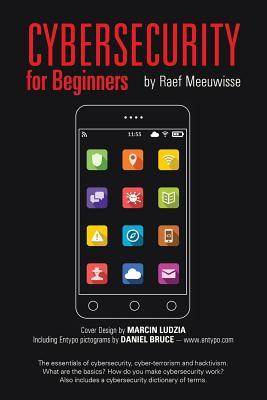 CYBERSECURITY
for Beginners by Raef Meeuwisse
11:55
Cover Design by MARCIN LUDZIA
Including Entypo pictograms by DANIEL BRUCE — www.entypo.com
The essentials of cybersecurity, cyber-terrorism and hacktivism.
What are the basics? How do you make cybersecurity work?
Also includes a cybersecurity dictionary of terms.